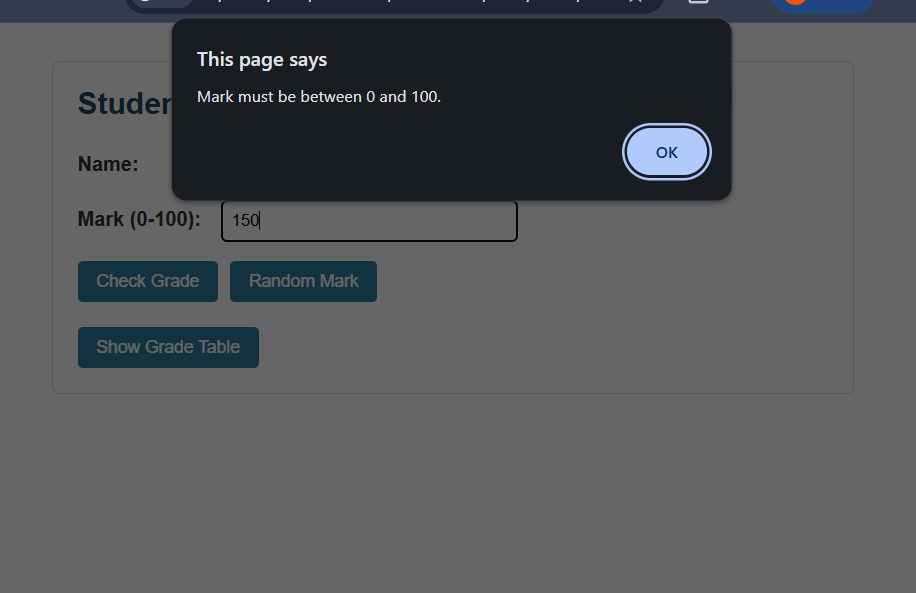 This page says
Mark must be between 0 and 100.
OK
Name:
Mark (0-100): 150
Check Grade Random Mark
Show Grade Table